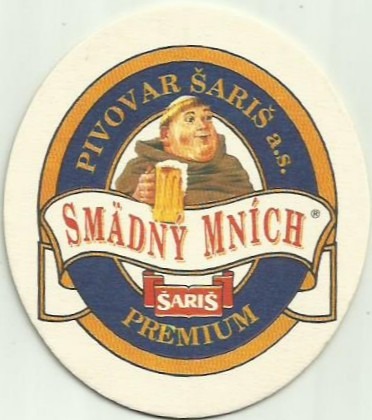 PIVOVAR ŠARIŠ a.s.
SMÄDNÝ MNÍCH ®
ŠARIŠ
PREMIUM